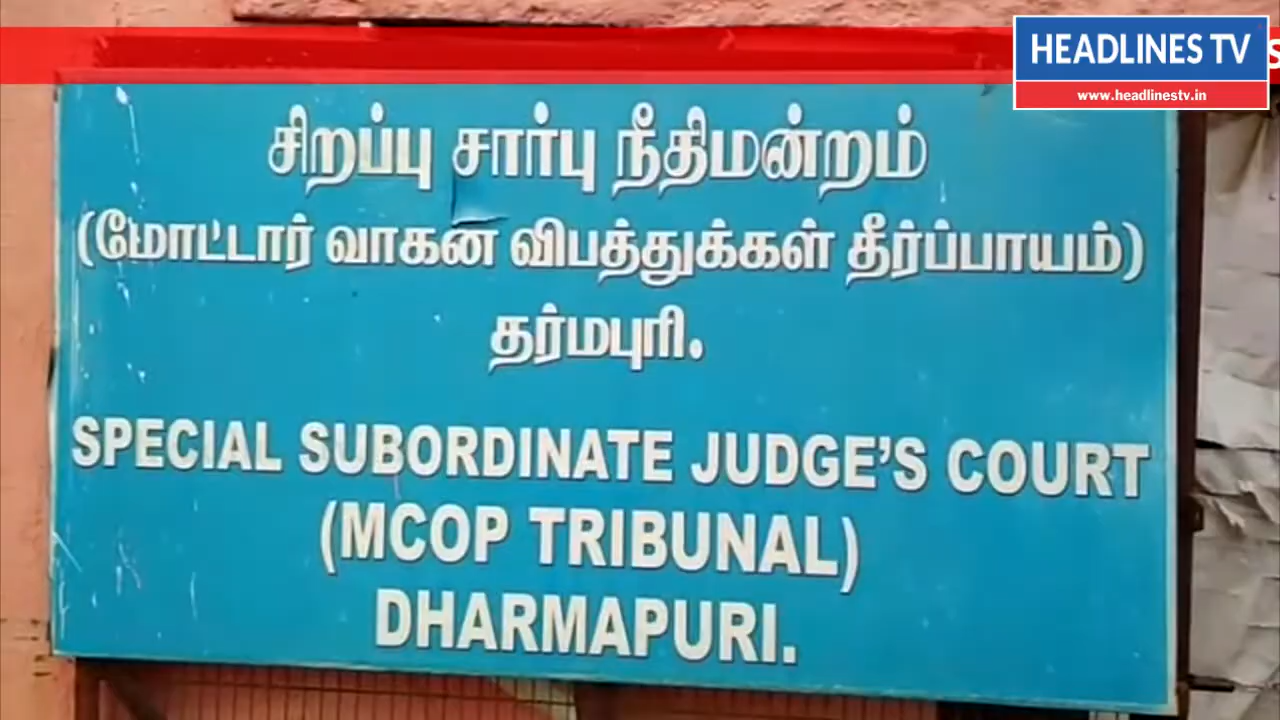 HEADLINES TV
www.headlinestv.in
சிறப்பு சார்பு நீதிமன்றம்
(மோட்டார் வாகன விபத்துக்கள் தீர்ப்பாயம்)
தர்மபுரி.
SPECIAL SUBORDINATE JUDGE'S COURT
(MCOP TRIBUNAL)
DHARMAPURI.